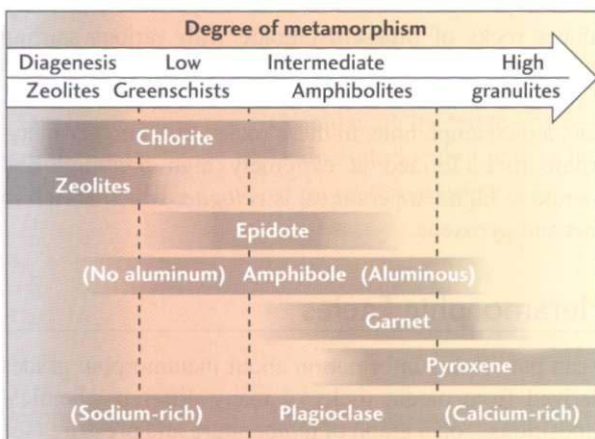 Degree of metamorphism
Diagenesis Low Intermediate High
Zeolites Greenschists Amphibolites granulites
Chlorite
Zeolites
Epidote
(No aluminum) Amphibole (Aluminous)
Garnet
Pyroxene
(Sodium-rich) Plagioclase (Calcium-rich)